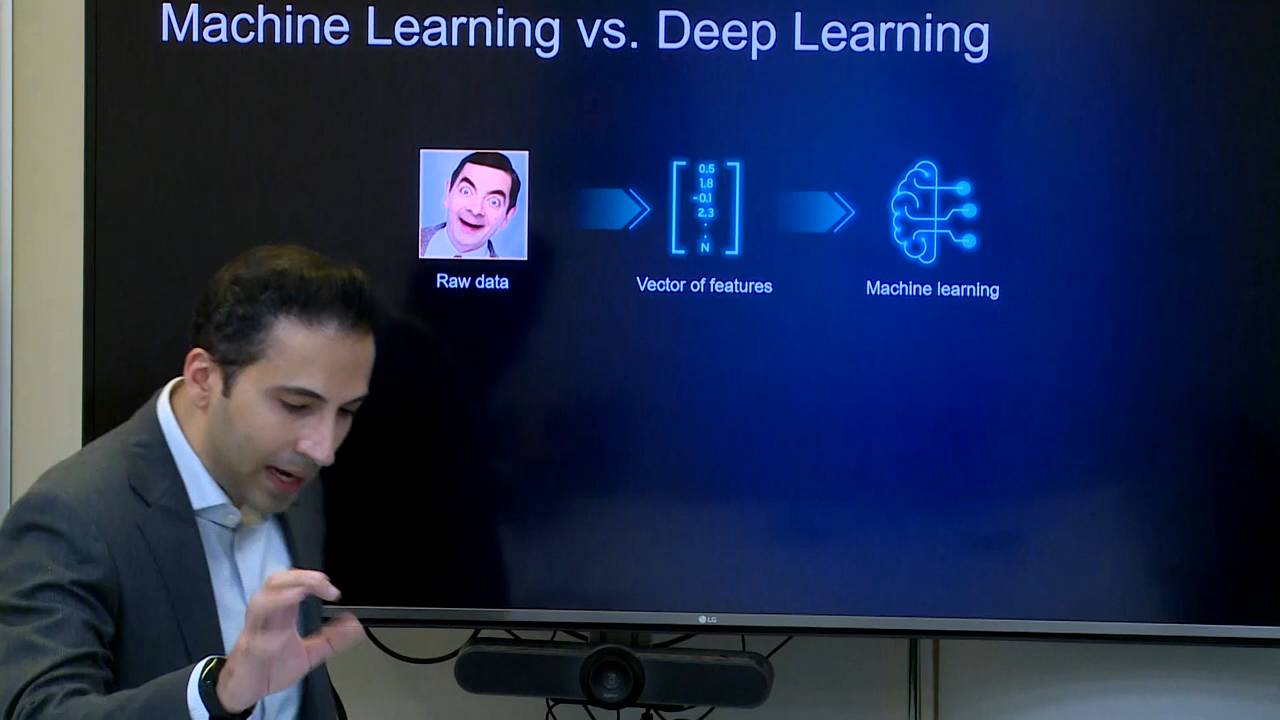 Machine Learning vs. Deep Learning
0.5
1.8
-0.1
2.3
N
Raw data
Vector of features
Machine learning
LG